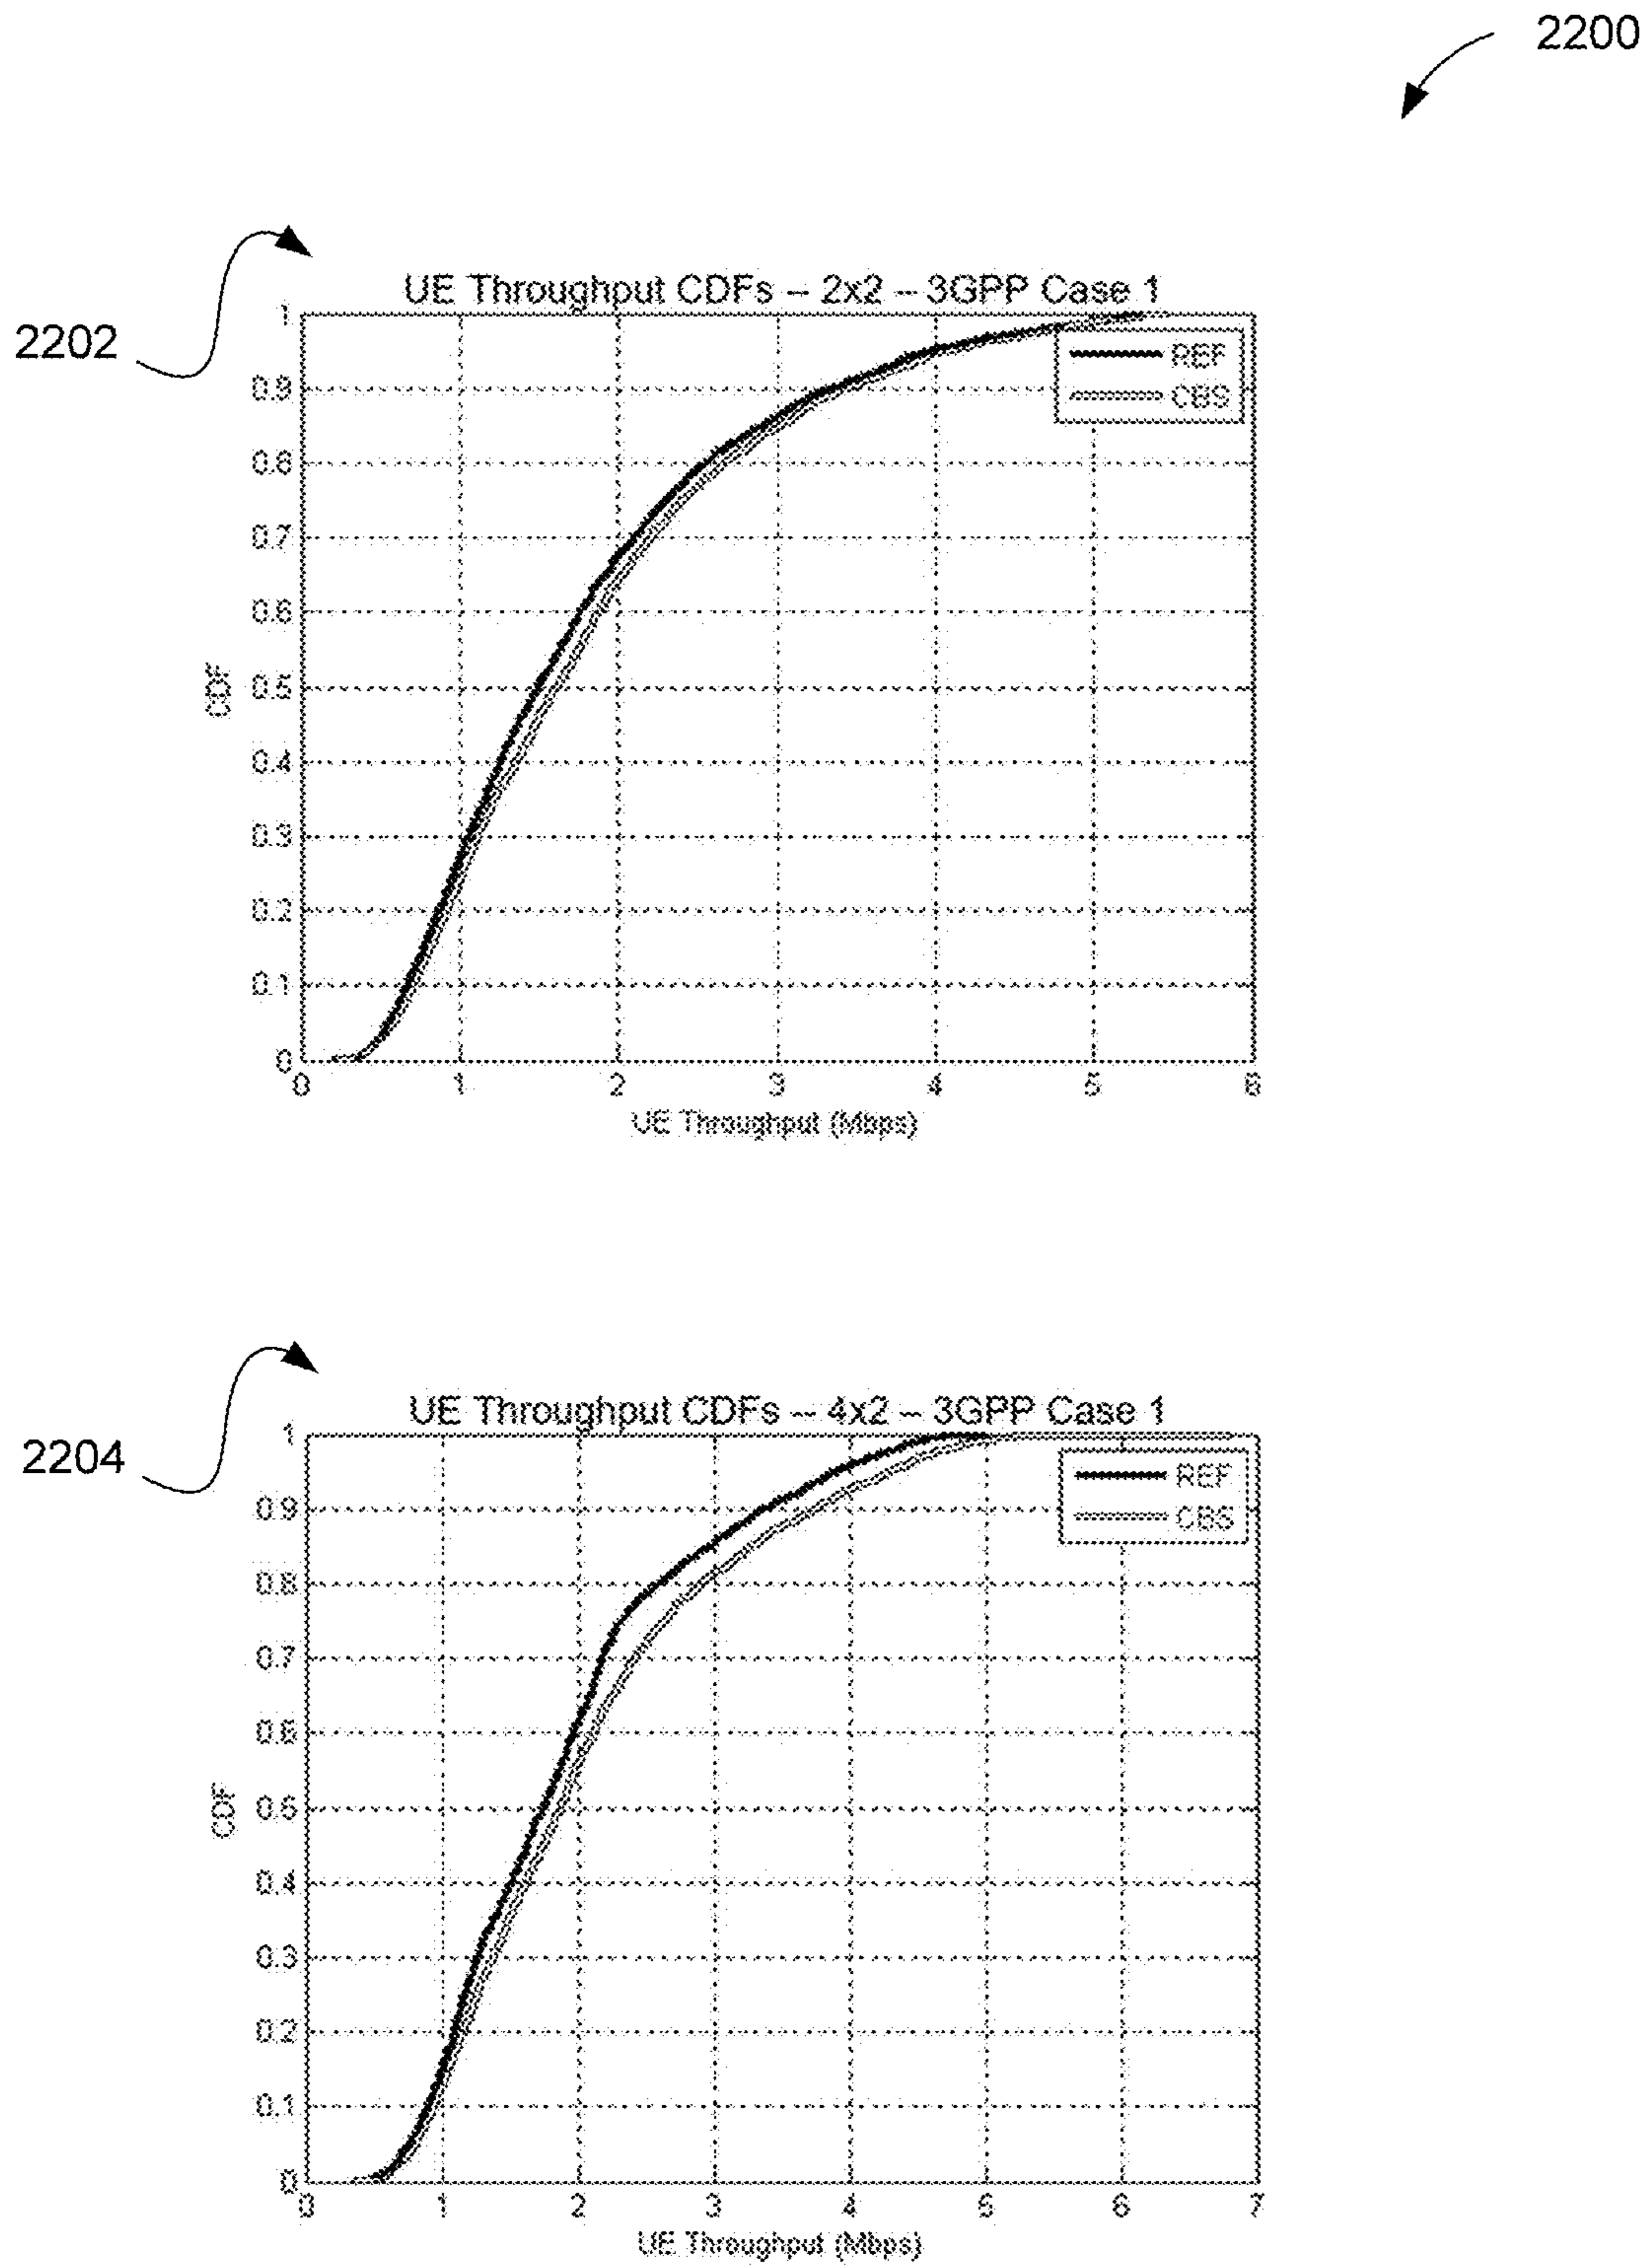 2200
2202
UE Throughput CDFs – 2x2 – 3GPP Case 1
REF
CBS
1
0.9
0.8
0.7
0.6
0.5
0.4
0.3
0.2
0.1
0
CDF
0 1 2 3 4 5 6
UE Throughput (Mbps)
2204
UE Throughput CDFs – 4x2 – 3GPP Case 1
REF
CBS
1
0.9
0.8
0.7
0.6
0.5
0.4
0.3
0.2
0.1
0
CDF
0 1 2 3 4 5 6 7
UE Throughput (Mbps)